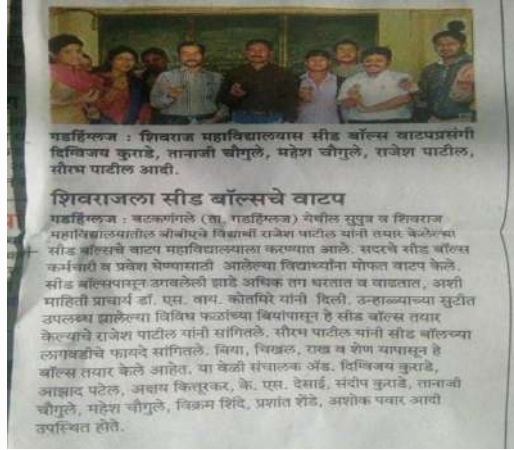 गडहिंग्लज : शिवराज महाविद्यालयास सीड बॉल्स वाटपप्रसंगी
दिग्विजय कुराडे, तानाजी चौगुले, महेश चौगुले, राजेश पाटील,
सौरभ पाटील आदी.
शिवराजला सीड बॉल्सचे वाटप
गडहिंग्लज : बटकणंगले (ता. गडहिंग्लज) येथील सुपुत्र व शिवराज
महाविद्यालयातील बीबीएचे विद्यार्थी राजेश पाटील यांनी तयार केलेल्या
सीड बॉल्सचे वाटप महाविद्यालयाला करण्यात आले. सदरचे सीड बॉल्स
कर्मचारी व प्रवेश घेण्यासाठी आलेल्या विद्यार्थ्यांना मोफत वाटप केले.
सीड बॉल्सपासून उगवलेली झाडे अधिक तग धरतात व वाढतात, अशी
माहिती प्राचार्य डॉ. एस. वाय. कोतमिरे यांनी दिली. उन्हाळ्याच्या सुटीत
उपलब्ध झालेल्या विविध फळांच्या बियांपासून हे सीड बॉल्स तयार
केल्याचे राजेश पाटील यांनी सांगितले. सौरभ पाटील यांनी सीड बॉलच्या
लागवडीचे फायदे सांगितले. बिया, चिखल, राख व शेण यापासून हे
बॉल्स तयार केले आहेत. या वेळी संचालक अॅड. दिग्विजय कुराडे,
आझाद पटेल, अक्षय कित्तूरकर, के. एस. देसाई, संदीप कुराडे, तानाजी
चौगुले, महेश चौगुले, विक्रम शिंदे, प्रशांत शेंडे, अशोक पवार आदी
उपस्थित होते.